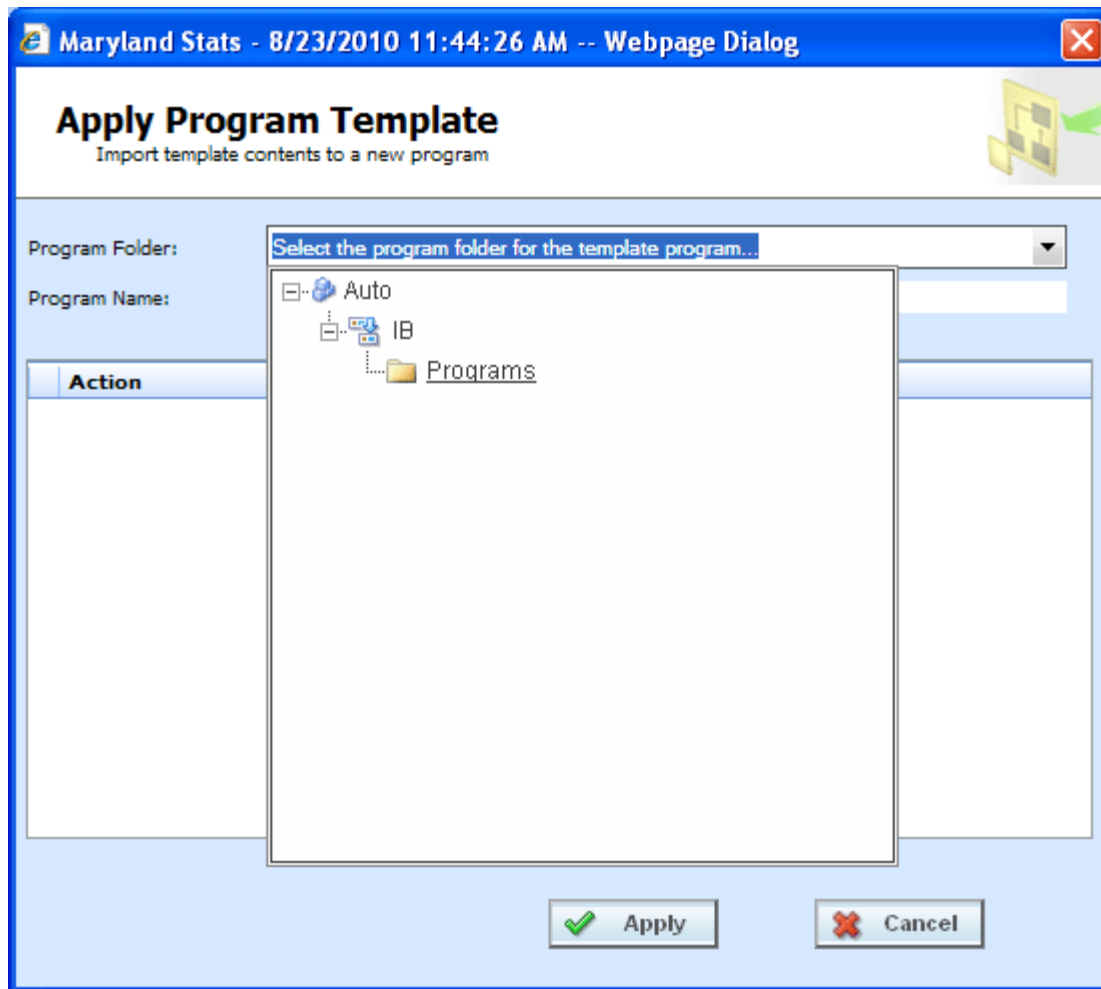 Maryland Stats - 8/23/2010 11:44:26 AM -- Webpage Dialog
Apply Program Template
Import template contents to a new program
Program Folder:
Select the program folder for the template program...
Auto
Program Name:
IB
Programs
Action
Apply
Cancel